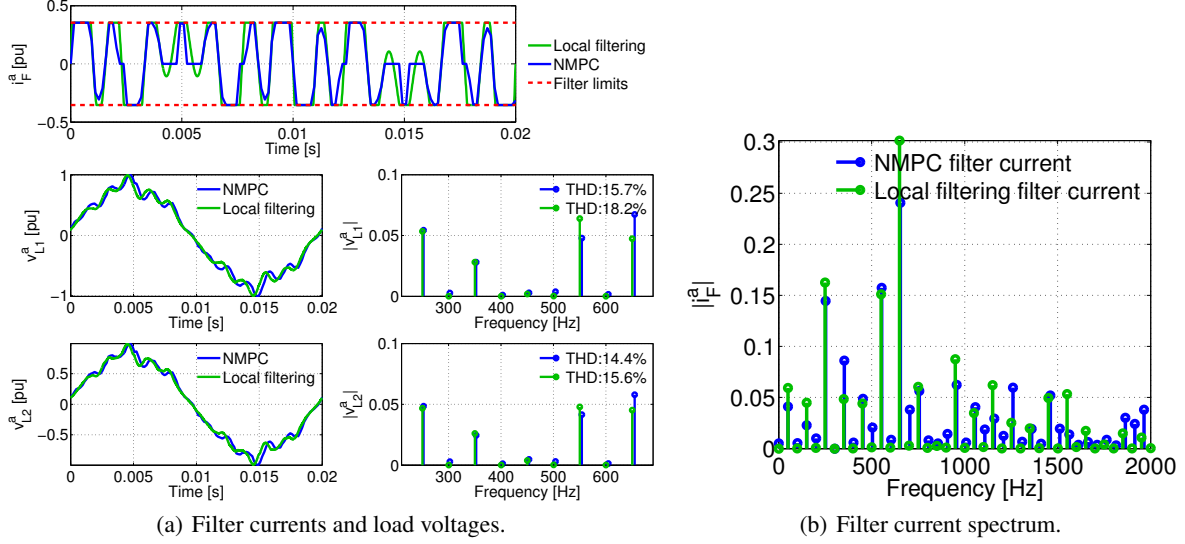 0.5
0
−0.5
i_F^a [pu]
0 0.005 0.01 0.015 0.02
Time [s]
Local filtering
NMPC
Filter limits
1
0
−1
v_L1^a [pu]
NMPC
Local filtering
0 0.005 0.01 0.015 0.02
Time [s]
0.1
0.05
0
|v_L1^a|
THD:15.7%
THD:18.2%
300 400 500 600
Frequency [Hz]
0.5
0
−0.5
v_L2^a [pu]
NMPC
Local filtering
0 0.005 0.01 0.015 0.02
Time [s]
0.1
0.05
0
|v_L2^a|
THD:14.4%
THD:15.6%
300 400 500 600
Frequency [Hz]
(a) Filter currents and load voltages.
0.3
0.25
0.2
0.15
0.1
0.05
0
|i_F^a|
NMPC filter current
Local filtering filter current
0 500 1000 1500 2000
Frequency [Hz]
(b) Filter current spectrum.